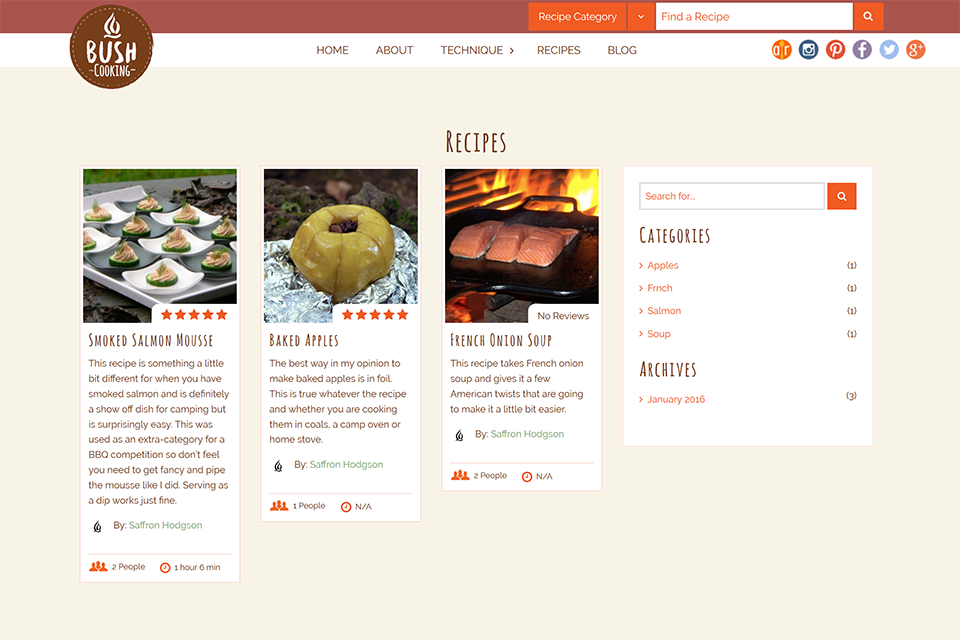 Recipe Category
Find a Recipe
BUSH
~COOKING~
HOME
ABOUT
TECHNIQUE
RECIPES
BLOG
RECIPES
SMOKED SALMON MOUSSE
This recipe is something a little
bit different for when you have
smoked salmon and is definitely
a show off dish for camping but
is surprisingly easy. This was
used as an extra-category for a
BBQ competition so don't feel
you need to get fancy and pipe
the mousse like I did. Serving as
a dip works just fine.
By: Saffron Hodgson
2 People
1 hour 6 min
BAKED APPLES
The best way in my opinion to
make baked apples is in foil.
This is true whatever the recipe
and whether you are cooking
them in coals, a camp oven or
home stove.
By: Saffron Hodgson
1 People
N/A
No Reviews
FRENCH ONION SOUP
This recipe takes French onion
soup and gives it a few
American twists that are going
to make it a little bit easier.
By: Saffron Hodgson
2 People
N/A
Search for...
CATEGORIES
Apples (1)
Frnch (1)
Salmon (1)
Soup (1)
ARCHIVES
January 2016 (3)